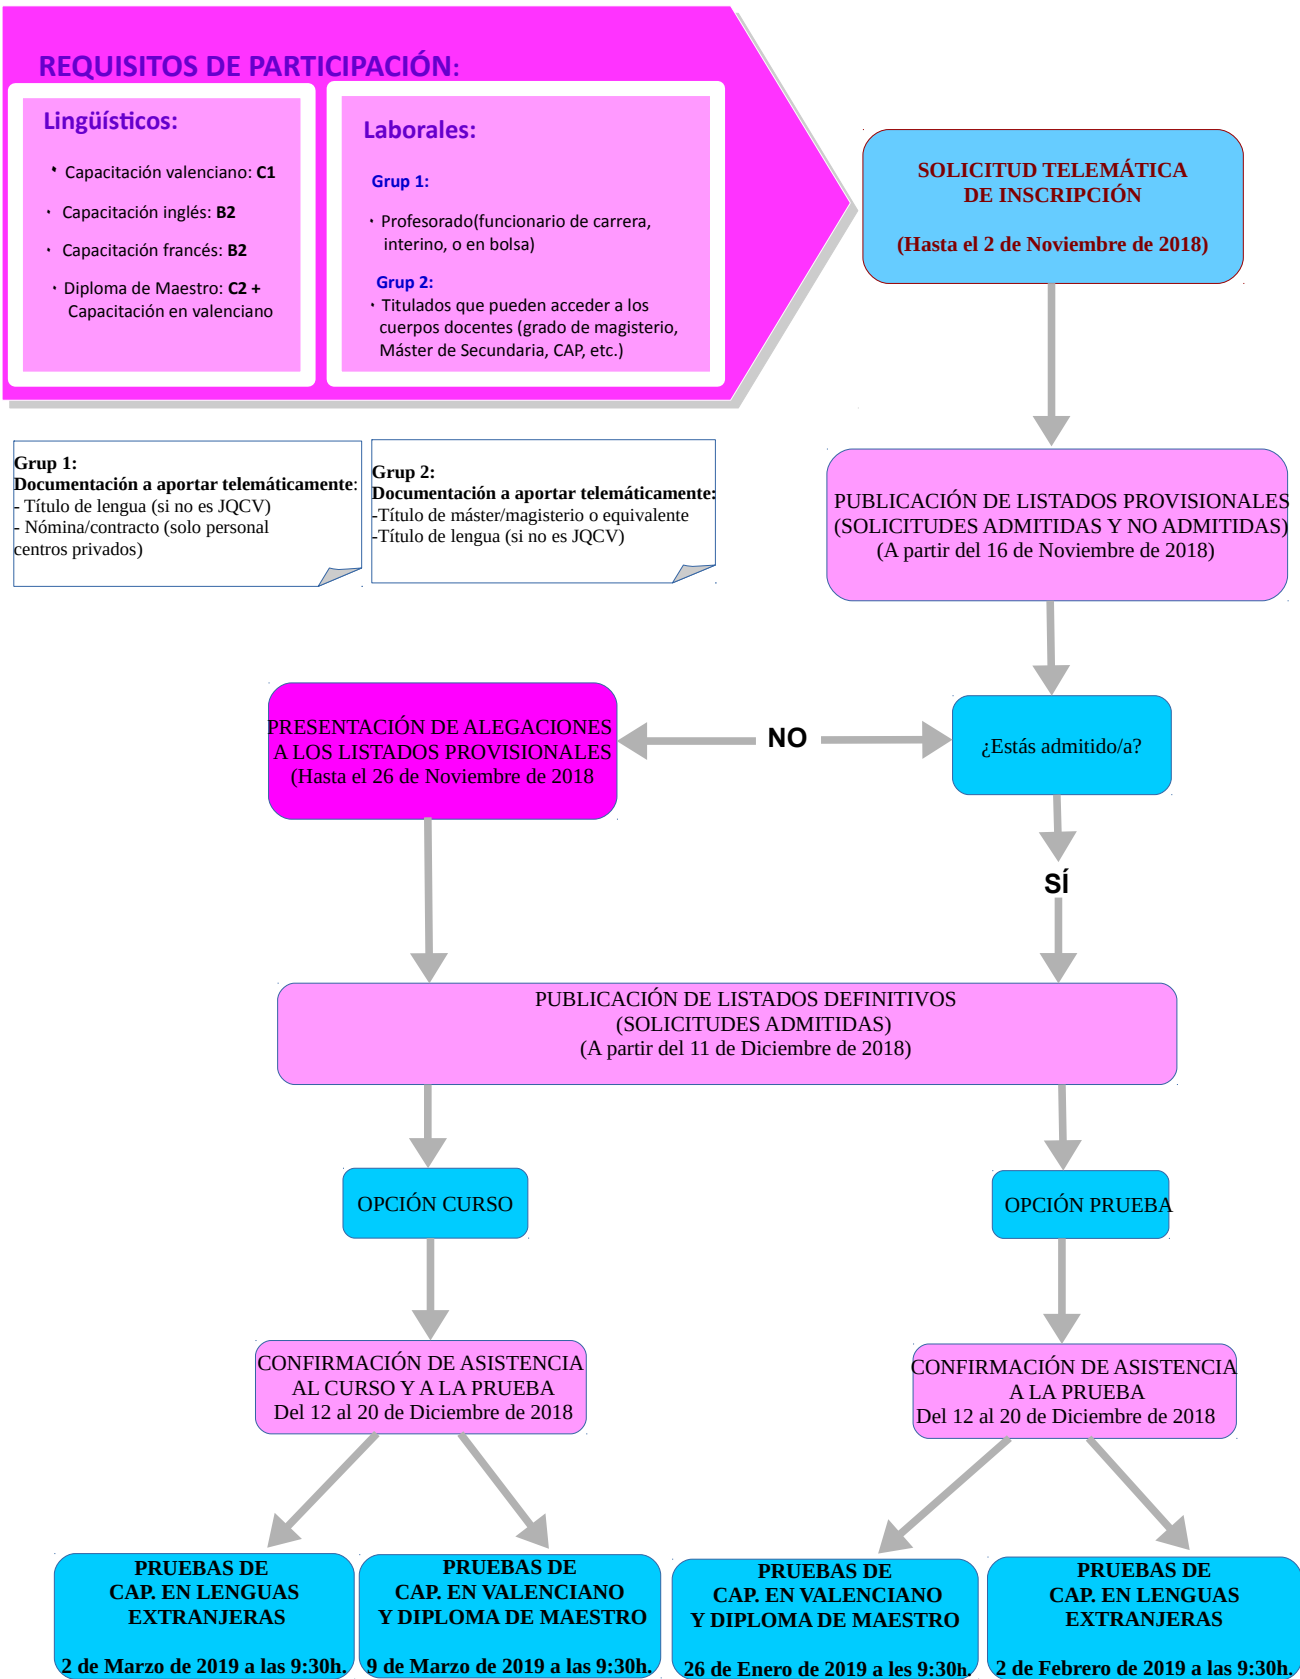 REQUISITOS DE PARTICIPACIÓN:
Lingüísticos:
· Capacitación valenciano: C1
· Capacitación inglés: B2
· Capacitación francés: B2
· Diploma de Maestro: C2 +
Capacitación en valenciano
Laborales:
Grup 1:
· Profesorado(funcionario de carrera,
interino, o en bolsa)
Grup 2:
· Titulados que pueden acceder a los
cuerpos docentes (grado de magisterio,
Máster de Secundaria, CAP, etc.)
SOLICITUD TELEMÁTICA
DE INSCRIPCIÓN
(Hasta el 2 de Noviembre de 2018)
Grup 1:
Documentación a aportar telemáticamente:
- Título de lengua (si no es JQCV)
- Nómina/contracto (solo personal
centros privados)
Grup 2:
Documentación a aportar telemáticamente:
-Título de máster/magisterio o equivalente
-Título de lengua (si no es JQCV)
PUBLICACIÓN DE LISTADOS PROVISIONALES
(SOLICITUDES ADMITIDAS Y NO ADMITIDAS)
(A partir del 16 de Noviembre de 2018)
PRESENTACIÓN DE ALEGACIONES
A LOS LISTADOS PROVISIONALES
(Hasta el 26 de Noviembre de 2018
NO
¿Estás admitido/a?
SÍ
PUBLICACIÓN DE LISTADOS DEFINITIVOS
(SOLICITUDES ADMITIDAS)
(A partir del 11 de Diciembre de 2018)
OPCIÓN CURSO
OPCIÓN PRUEBA
CONFIRMACIÓN DE ASISTENCIA
AL CURSO Y A LA PRUEBA
Del 12 al 20 de Diciembre de 2018
CONFIRMACIÓN DE ASISTENCIA
A LA PRUEBA
Del 12 al 20 de Diciembre de 2018
PRUEBAS DE
CAP. EN LENGUAS
EXTRANJERAS
2 de Marzo de 2019 a las 9:30h.
PRUEBAS DE
CAP. EN VALENCIANO
Y DIPLOMA DE MAESTRO
9 de Marzo de 2019 a las 9:30h.
PRUEBAS DE
CAP. EN VALENCIANO
Y DIPLOMA DE MAESTRO
26 de Enero de 2019 a les 9:30h.
PRUEBAS DE
CAP. EN LENGUAS
EXTRANJERAS
2 de Febrero de 2019 a las 9:30h.